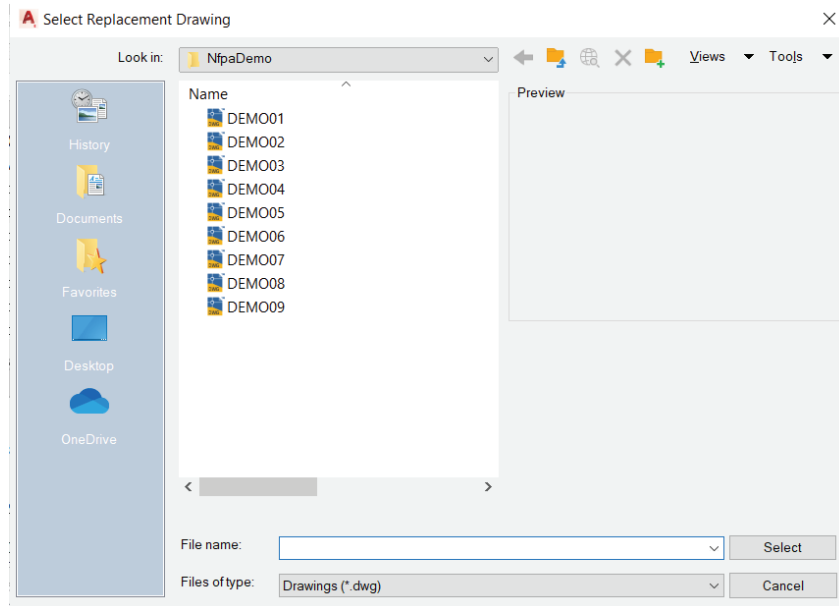 Select Replacement Drawing
Look in: NfpaDemo Views Tools
Name
Preview
DEMO01
DEMO02
DEMO03
DEMO04
DEMO05
DEMO06
DEMO07
DEMO08
DEMO09
History
Documents
Favorites
Desktop
OneDrive
File name: Select
Files of type: Drawings (*.dwg) Cancel